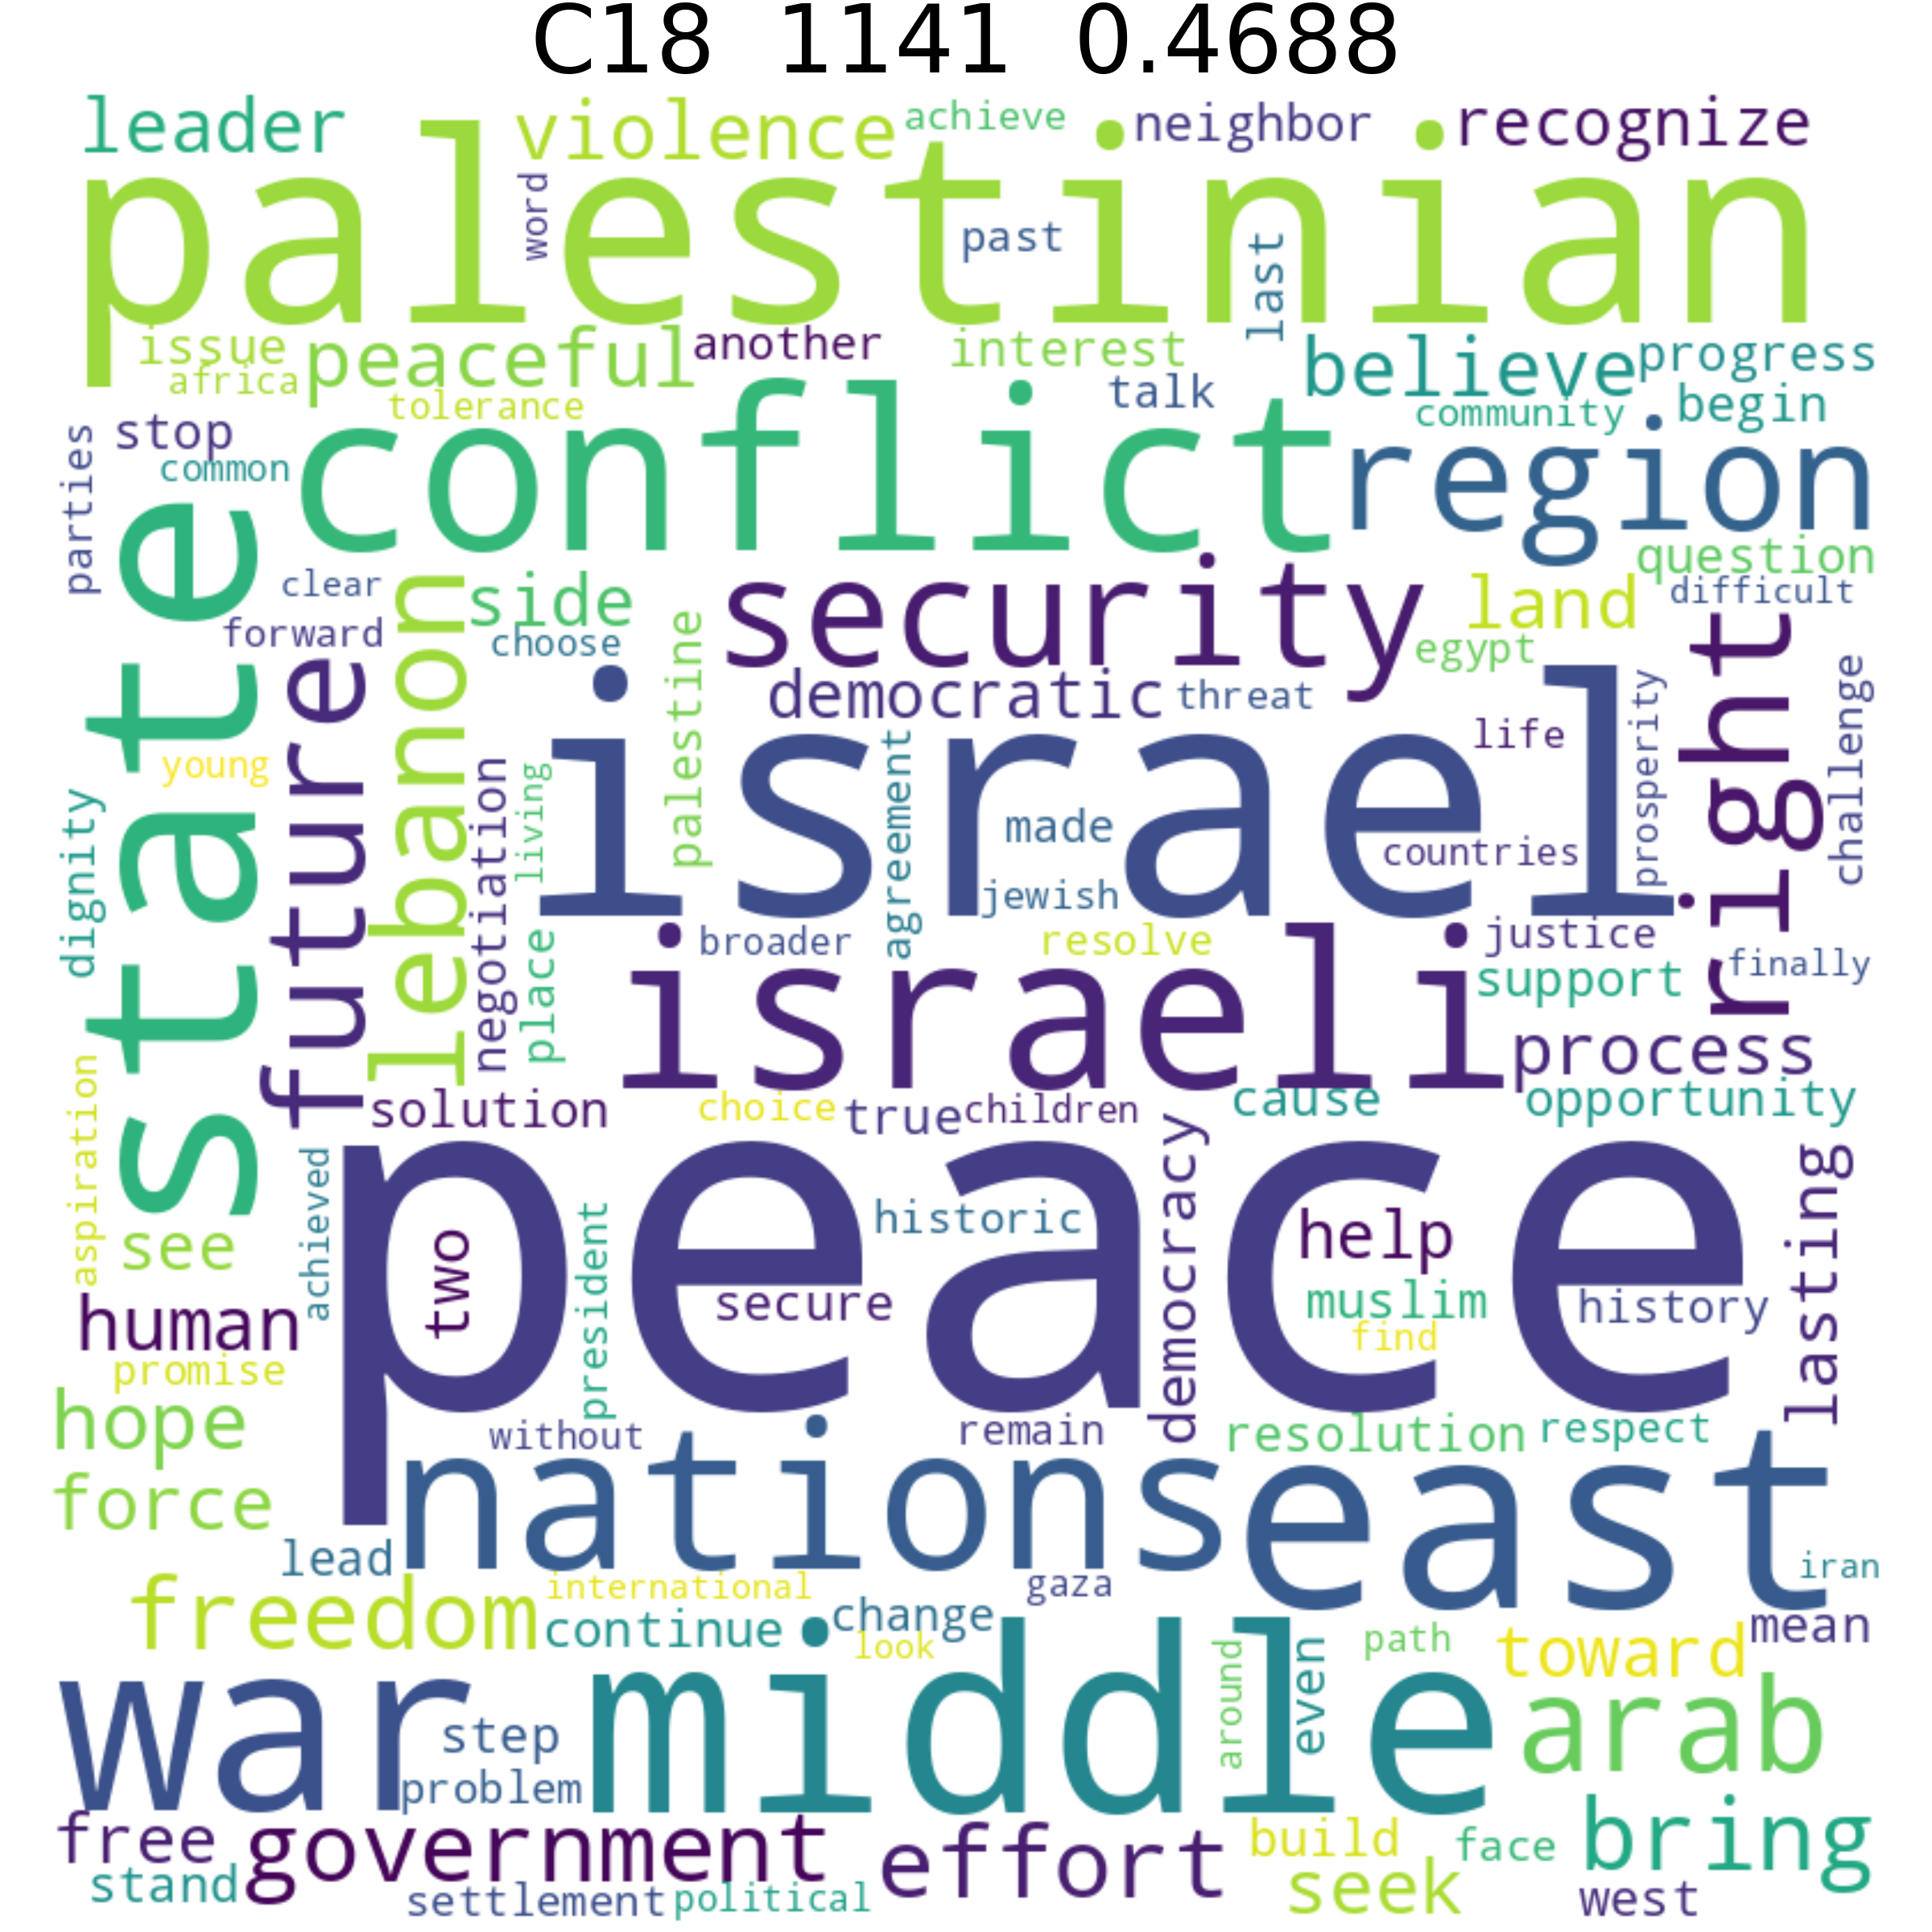 C18 1141 0.4688
leader violence achieve neighbor recognize
palestinian
word past last
issue peaceful another interest believe progress
africa tolerance talk community begin
parties stop common conflict region
question
state clear side security land difficult
forward choose palestine egypt right
future lebanon democratic threat prosperity challenge
young israel life
dignity negotiation living agreement made countries
jewish
place broader resolve justice
israeli support finally
process
aspiration solution choice true children cause opportunity
achieved peace democracy lasting
see two president historic help
human secure muslim history
promise find
hope without remain resolution respect
force nations east
lead international gaza iran
freedom continue change mean
look around even path toward
war middle arab
step
problem
free government effort build face bring
stand settlement political seek west